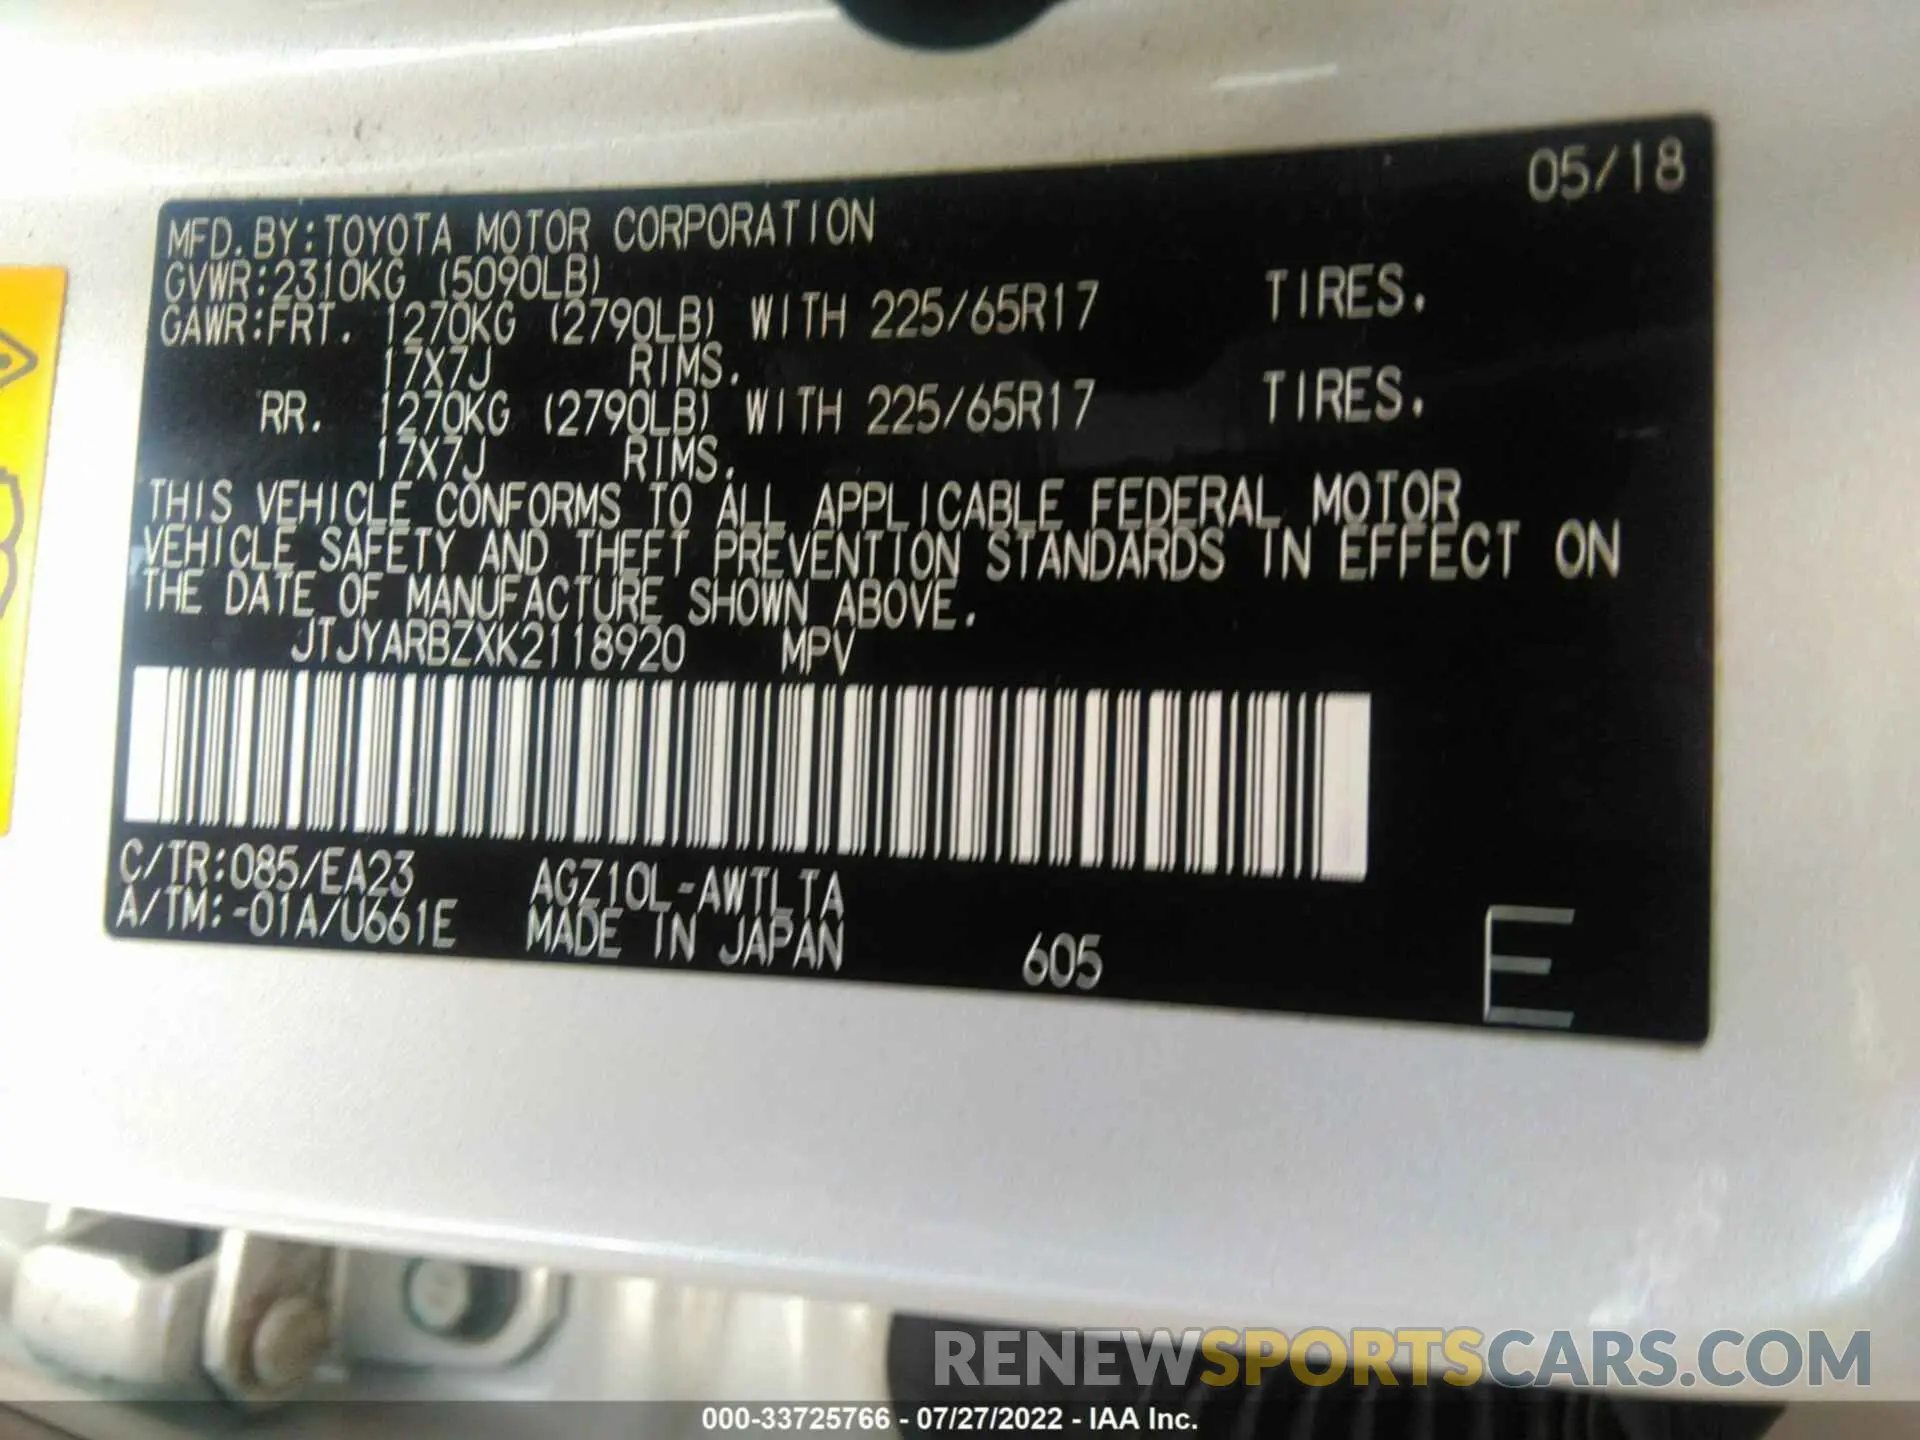 05/18
MFD.BY:TOYOTA MOTOR CORPORATION
GVWR:2310KG (5090LB)
GAWR:FRT. 1270KG (2790LB) WITH 225/65R17 TIRES.
17X7J RIMS.
RR. 1270KG (2790LB) WITH 225/65R17 TIRES.
17X7J RIMS.
THIS VEHICLE CONFORMS TO ALL APPLICABLE FEDERAL MOTOR
VEHICLE SAFETY AND THEFT PREVENTION STANDARDS IN EFFECT ON
THE DATE OF MANUFACTURE SHOWN ABOVE.
JTJYARBZXK2118920 MPV
C/TR:085/EA23 AGZ10L-AWTLTA
A/TM:-01A/U661E MADE IN JAPAN 605
E
RENEWSPORTSCARS.COM
000-33725766 - 07/27/2022 - IAA Inc.